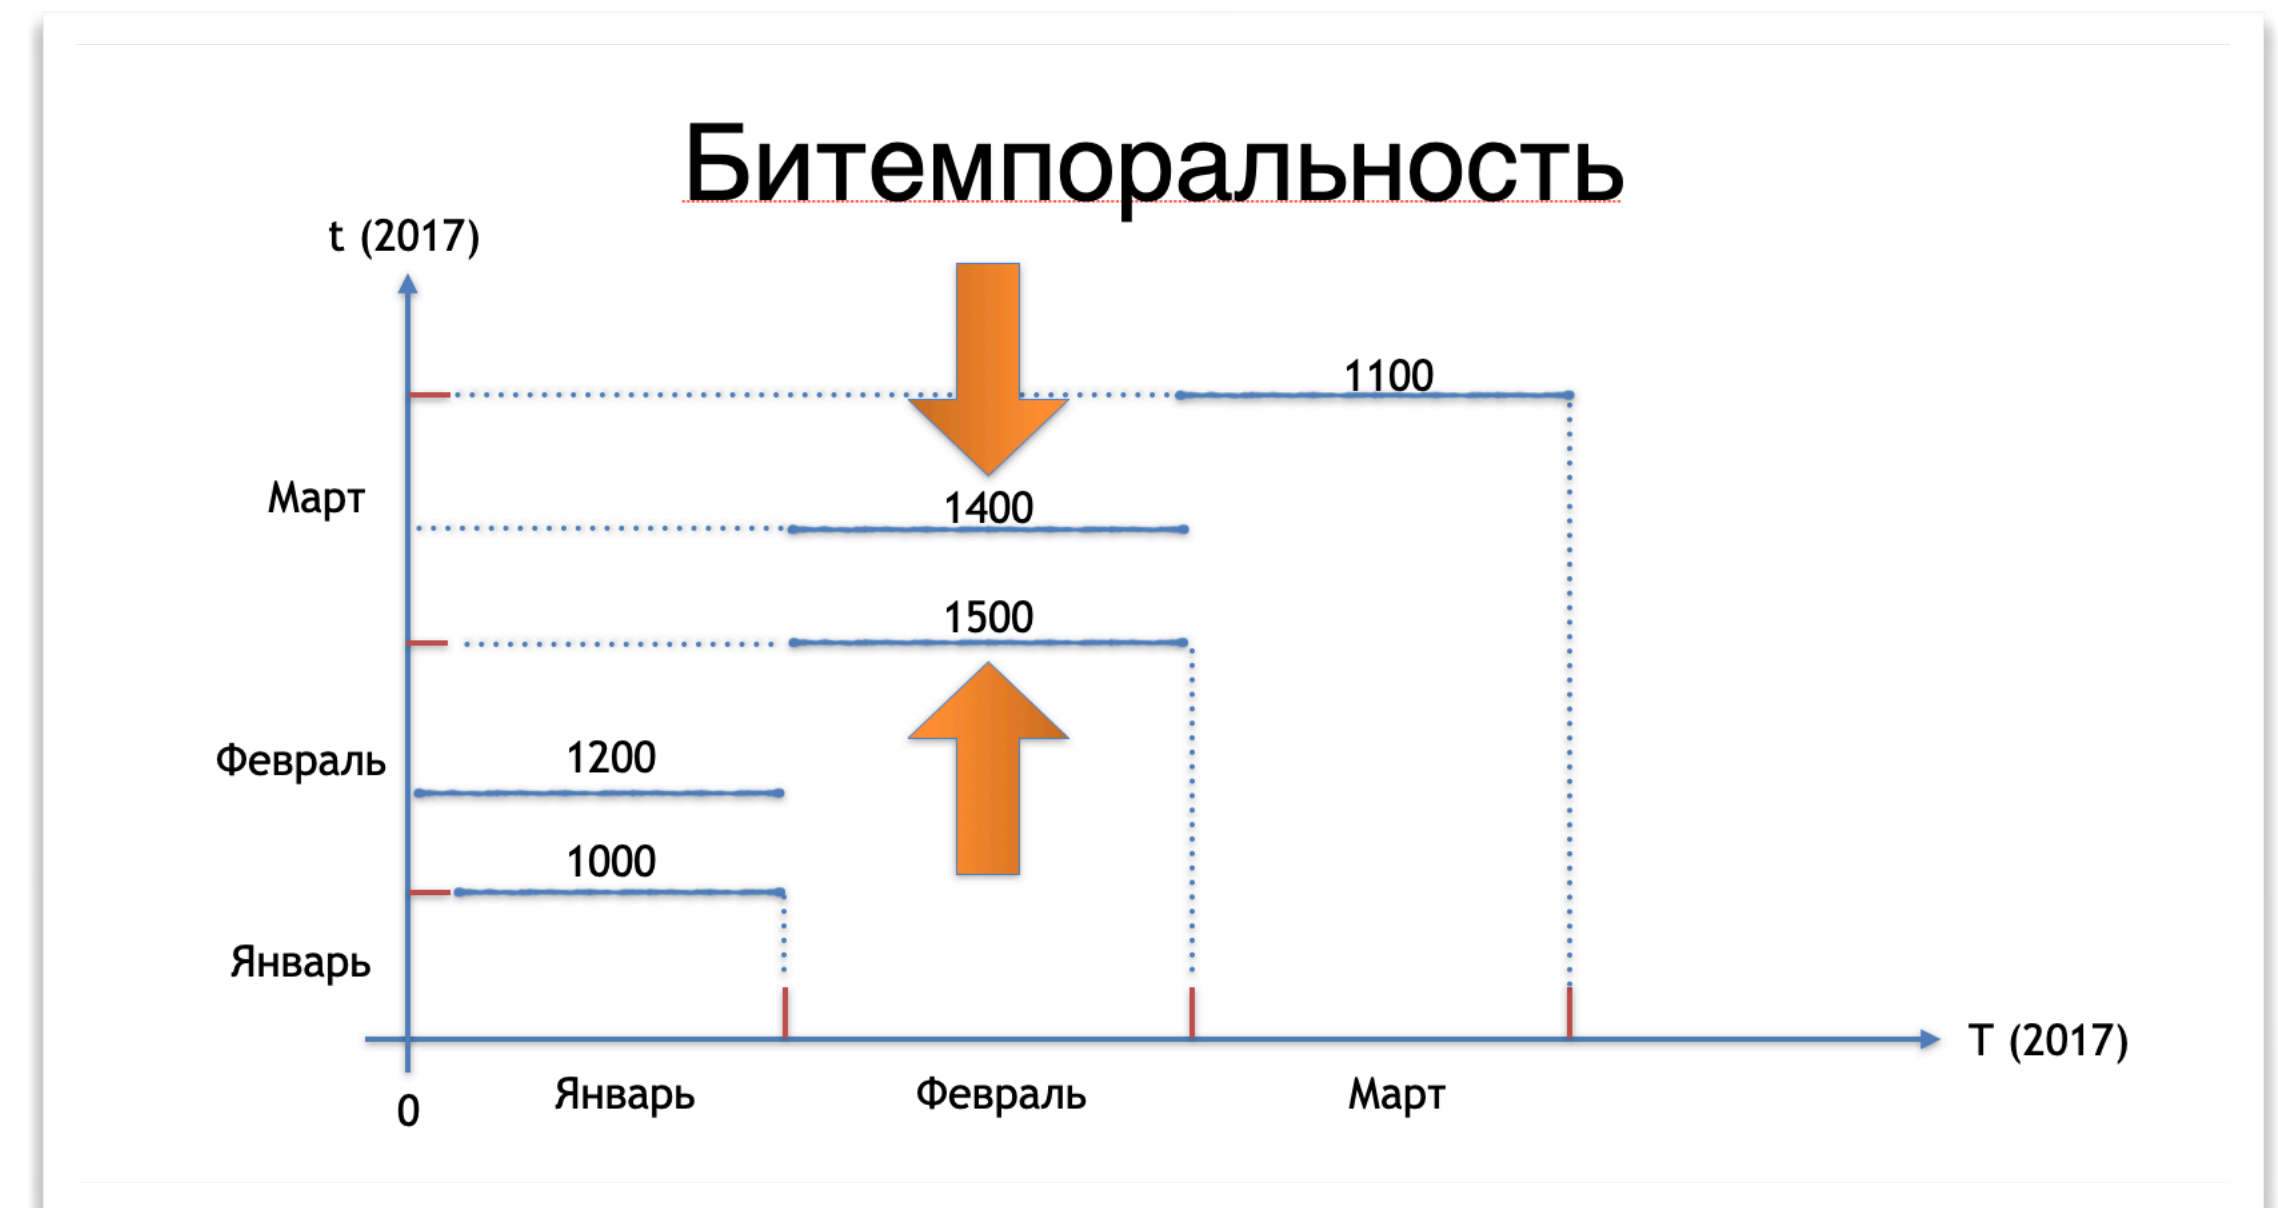 Битемпоральность
t (2017)
1100
Март
1400
1500
Февраль
1200
1000
Январь
T (2017)
Январь
Февраль
Март
0